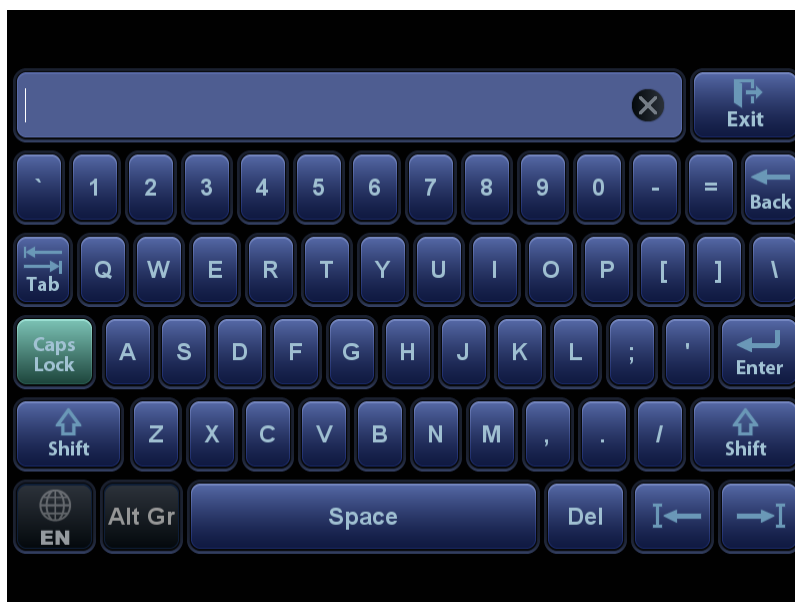 Exit
` 1 2 3 4 5 6 7 8 9 0 - = Back
Tab Q W E R T Y U I O P [ ] \
Caps Lock A S D F G H J K L ; ' Enter
Shift Z X C V B N M , . / Shift
EN Alt Gr Space Del